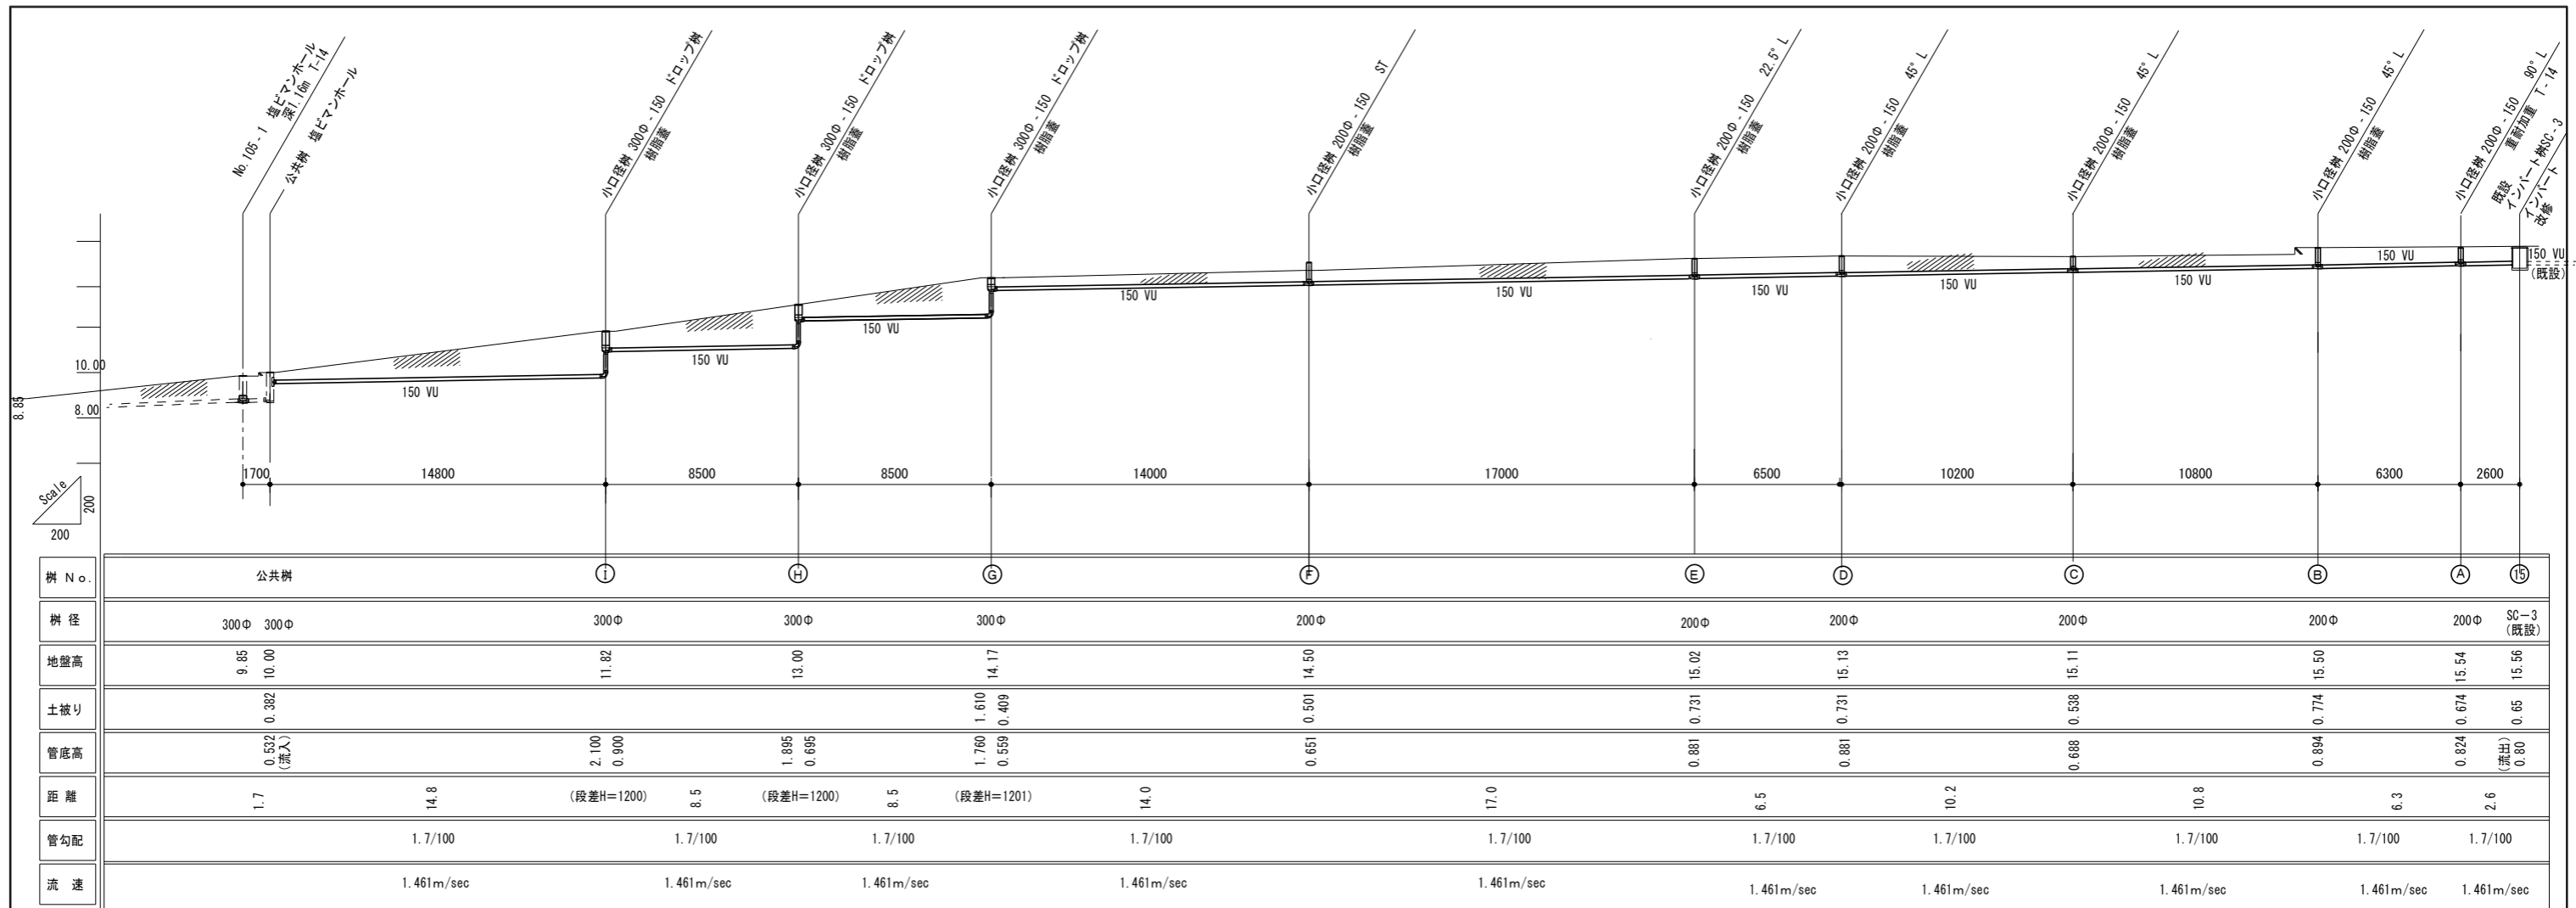 No.105-1 塩ビマンホール
深1.16m T-14
公共桝 塩ビマンホール
小口径桝 300Φ-150 ドロップ桝
樹脂蓋
小口径桝 300Φ-150 ドロップ桝
樹脂蓋
小口径桝 300Φ-150 ドロップ桝
樹脂蓋
小口径桝 200Φ-150 ST
樹脂蓋
小口径桝 200Φ-150 22.5° L
樹脂蓋
小口径桝 200Φ-150 45° L
樹脂蓋
小口径桝 200Φ-150 45° L
樹脂蓋
小口径桝 200Φ-150 45° L
樹脂蓋
小口径桝 200Φ-150 90° L
重耐加重 T-14
既設
インバート桝SC-3
インバート
改修
10.00
8.00
8.85
150 VU
150 VU
150 VU
150 VU
150 VU
150 VU
150 VU
150 VU
150 VU
150 VU
(既設)
1700 14800 8500 8500 14000 17000 6500 10200 10800 6300 2600
Scale
200
200
桝 No. 公共桝 I H G F E D C B A 15
桝 径 300Φ 300Φ 300Φ 300Φ 300Φ 200Φ 200Φ 200Φ 200Φ 200Φ 200Φ SC-3
(既設)
地盤高 9.85 10.00 11.82 13.00 14.17 14.50 15.02 15.13 15.11 15.50 15.54 15.56
土被り 0.382 1.610 0.409 0.501 0.731 0.731 0.538 0.774 0.674 0.65
管底高 0.532 (流入) 2.100 0.900 1.895 0.695 1.760 0.559 0.651 0.881 0.881 0.688 0.894 0.824 (流出) 0.80
距 離 1.7 14.8 (段差H=1200) 8.5 (段差H=1200) 8.5 (段差H=1201) 14.0 17.0 6.5 10.2 10.8 6.3 2.6
管勾配 1.7/100 1.7/100 1.7/100 1.7/100 1.7/100 1.7/100 1.7/100 1.7/100 1.7/100 1.7/100
流 速 1.461m/sec 1.461m/sec 1.461m/sec 1.461m/sec 1.461m/sec 1.461m/sec 1.461m/sec 1.461m/sec 1.461m/sec 1.461m/sec